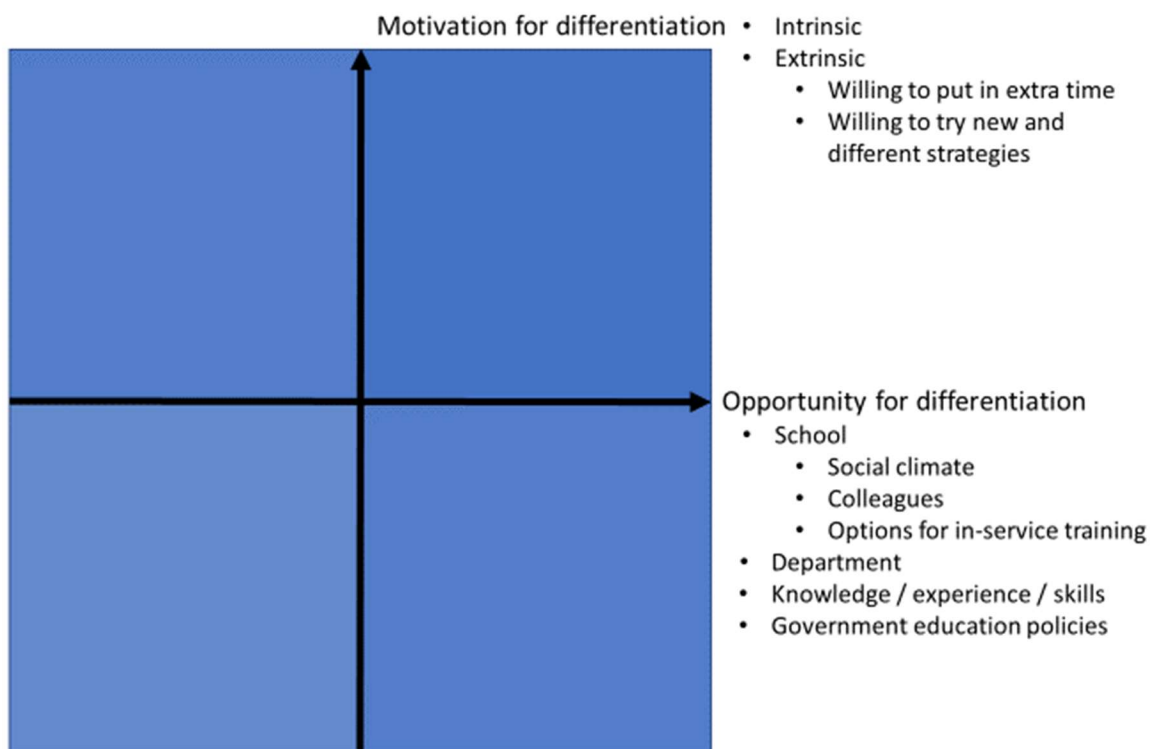 Motivation for differentiation
• Intrinsic
• Extrinsic
• Willing to put in extra time
• Willing to try new and
different strategies
Opportunity for differentiation
• School
• Social climate
• Colleagues
• Options for in-service training
• Department
• Knowledge / experience / skills
• Government education policies